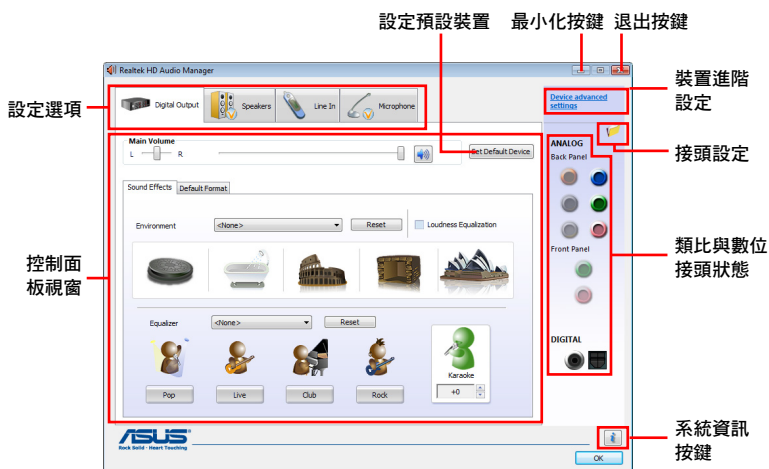 設定預設裝置
最小化按鍵
退出按鍵
Realtek HD Audio Manager
裝置進階
設定
設定選項
Digital Output
Speakers
Line In
Microphone
Device advanced
settings
接頭設定
Main Volume
L
R
Set Default Device
ANALOG
Back Panel
Sound Effects
Default Format
Environment
<None>
Reset
Loudness Equalization
Front Panel
類比與數位
接頭狀態
控制面
板視窗
Equalizer
<None>
Reset
DIGITAL
Karaoke
Pop
Live
Club
Rock
+0
系統資訊
按鍵
ASUS
Rock Solid · Heart Touching
OK